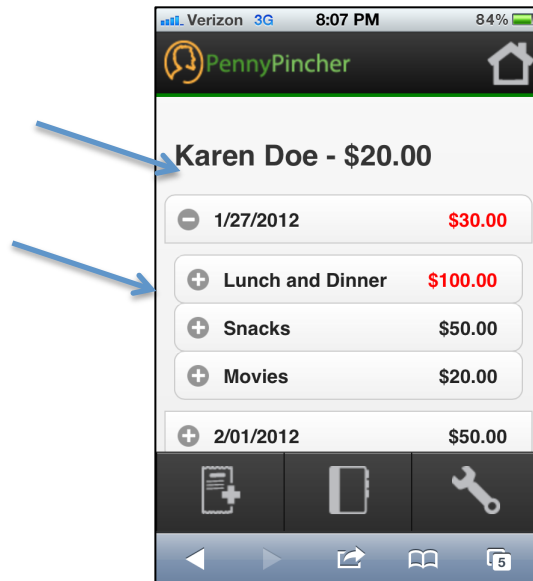 Verizon 3G 8:07 PM 84%
PennyPincher
Karen Doe - $20.00
1/27/2012 $30.00
Lunch and Dinner $100.00
Snacks $50.00
Movies $20.00
2/01/2012 $50.00
5